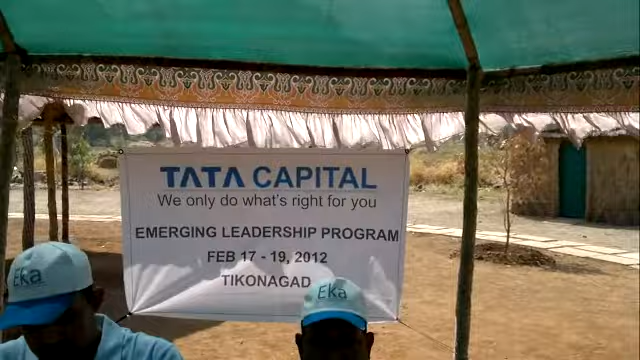 TATA CAPITAL
We only do what's right for you
EMERGING LEADERSHIP PROGRAM
FEB 17 - 19, 2012
TIKONAGAD
Eka
Eka